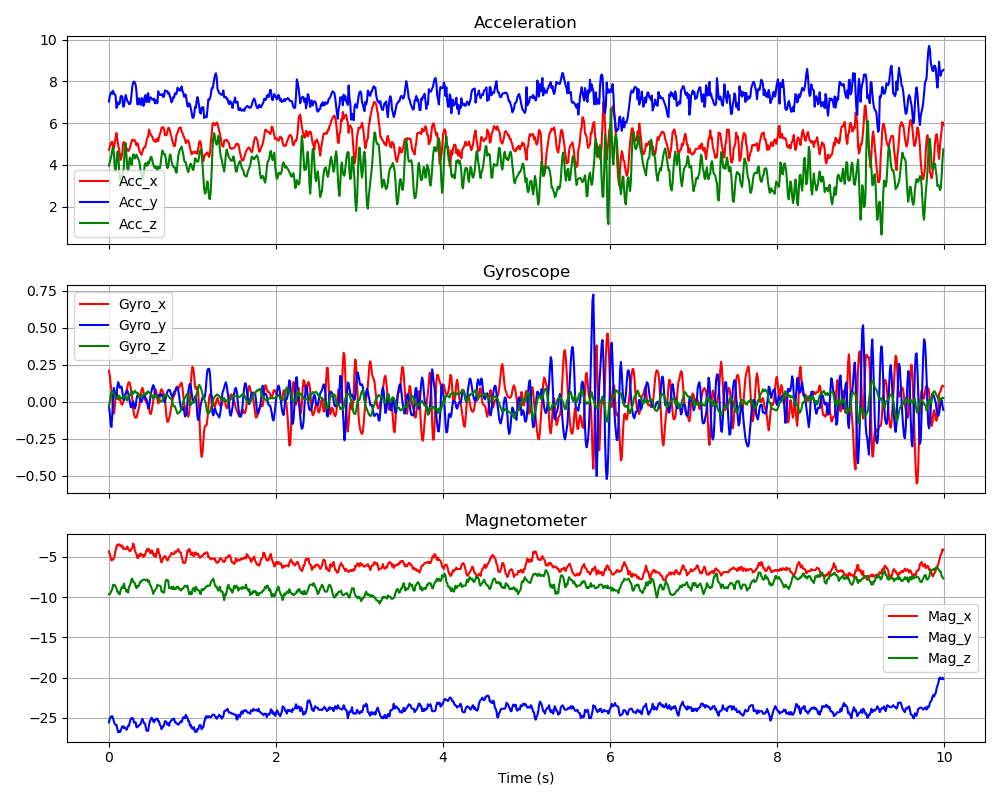 Acceleration
10
8
6
4
2
Acc_x
Acc_y
Acc_z
Gyroscope
0.75
0.50
0.25
0.00
−0.25
−0.50
Gyro_x
Gyro_y
Gyro_z
Magnetometer
−5
−10
−15
−20
−25
Mag_x
Mag_y
Mag_z
0 2 4 6 8 10
Time (s)